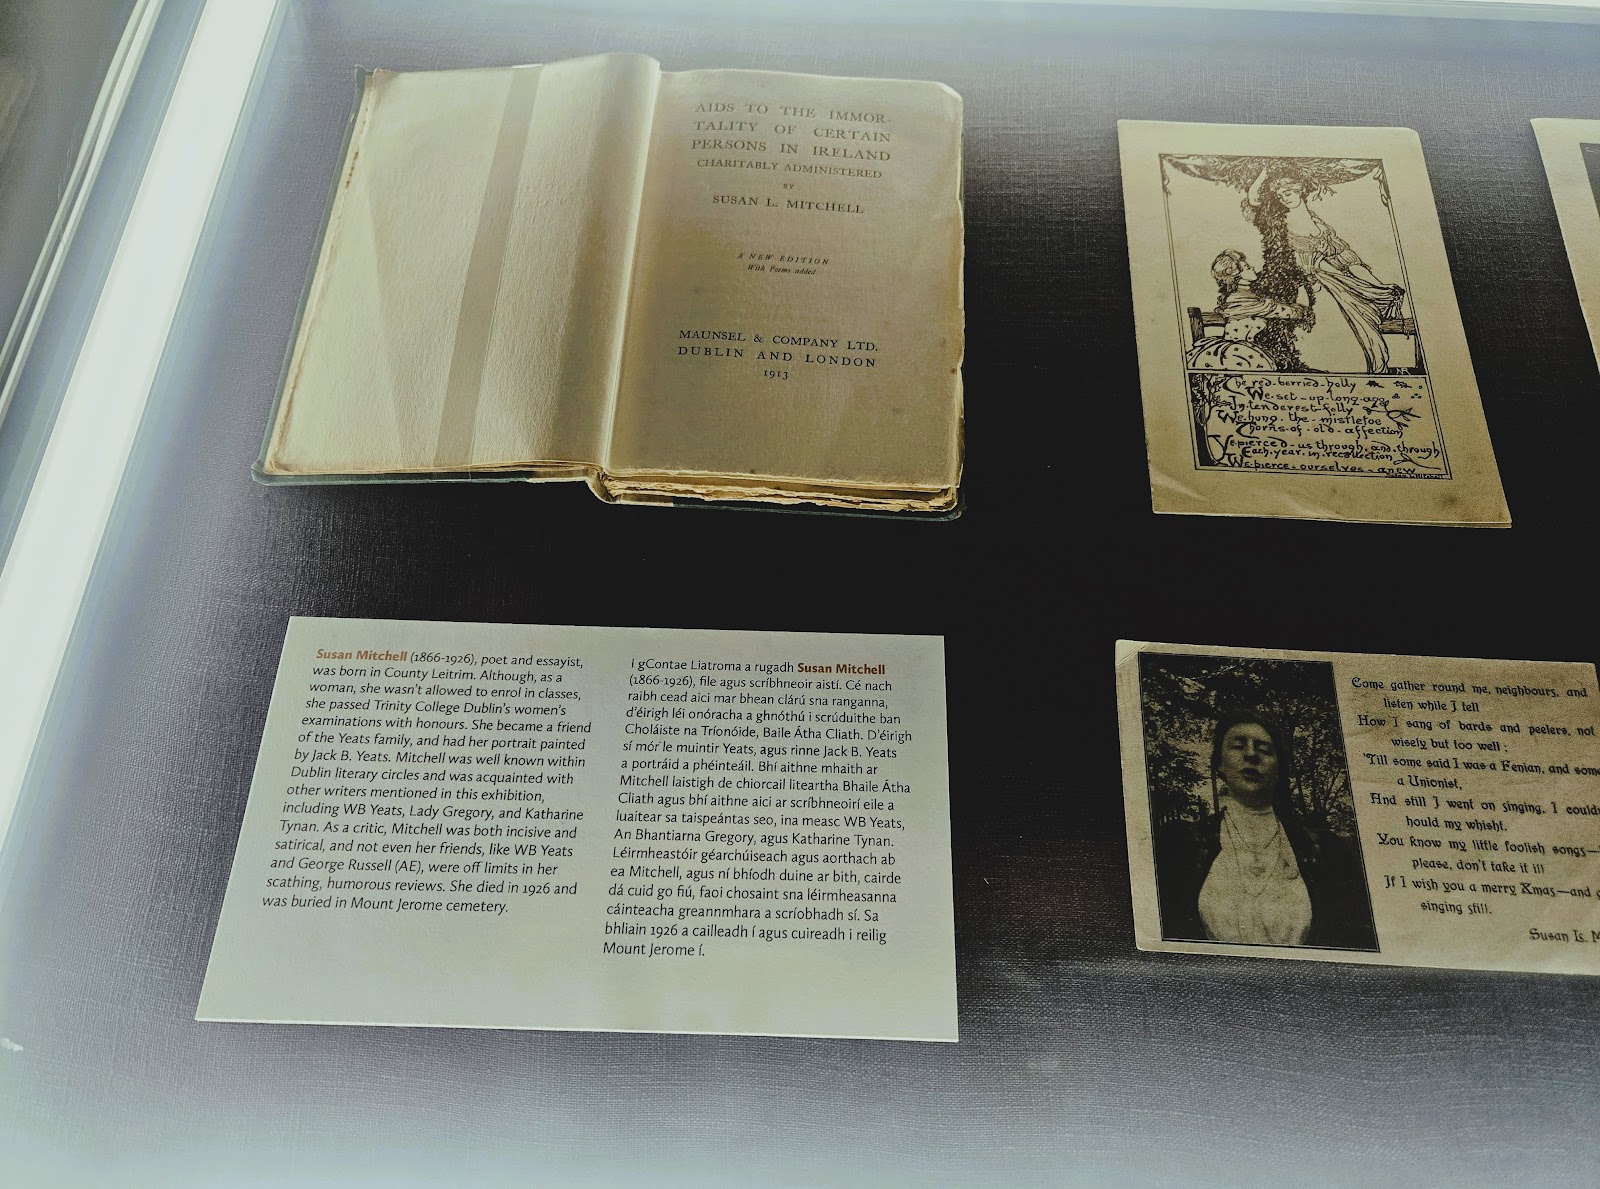 AIDS TO THE IMMOR-
TALITY OF CERTAIN
PERSONS IN IRELAND
CHARITABLY ADMINISTERED
BY
SUSAN L. MITCHELL
A NEW EDITION
With Poems added
MAUNSEL & COMPANY LTD.
DUBLIN AND LONDON
1913
The red-berried holly
We set up long ago
In tenderest folly
We hung the mistletoe
Thorns of old affection
Ye pierced us through and through
Each year in recollection
We pierce ourselves anew
Susan Mitchell (1866-1926), poet and essayist,
was born in County Leitrim. Although, as a
woman, she wasn't allowed to enrol in classes,
she passed Trinity College Dublin's women's
examinations with honours. She became a friend
of the Yeats family, and had her portrait painted
by Jack B. Yeats. Mitchell was well known within
Dublin literary circles and was acquainted with
other writers mentioned in this exhibition,
including WB Yeats, Lady Gregory, and Katharine
Tynan. As a critic, Mitchell was both incisive and
satirical, and not even her friends, like WB Yeats
and George Russell (AE), were off limits in her
scathing, humorous reviews. She died in 1926 and
was buried in Mount Jerome cemetery.
I gContae Liatroma a rugadh Susan Mitchell
(1866-1926), file agus scríbhneoir aistí. Cé nach
raibh cead aici mar bhean clárú sna ranganna,
d'éirigh léi onóracha a ghnóthú i scrúduithe ban
Choláiste na Tríonóide, Baile Átha Cliath. D'éirigh
sí mór le muintir Yeats, agus rinne Jack B. Yeats
a portráid a phéinteáil. Bhí aithne mhaith ar
Mitchell laistigh de chiorcail liteartha Bhaile Átha
Cliath agus bhí aithne aici ar scríbhneoirí eile a
luaitear sa taispeántas seo, ina measc WB Yeats,
An Bhantiarna Gregory, agus Katharine Tynan.
Léirmheastóir géarchúiseach agus aorthach ab
ea Mitchell, agus ní bhíodh duine ar bith, cairde
dá cuid go fiú, faoi chosaint sna léirmheasanna
cáinteacha greannmhara a scríobhadh sí. Sa
bhliain 1926 a cailleadh í agus cuireadh i reilig
Mount Jerome í.
Come gather round me, neighbours, and
listen while I tell
How I sang of bards and peelers, not
wisely but too well;
'Till some said I was a Fenian, and some
a Unionist,
And still I went on singing, I
hould my whisht.
You know my little foolish songs—
please, don't take it ill
If I wish you a merry Xmas—and
singing still.
Susan L.